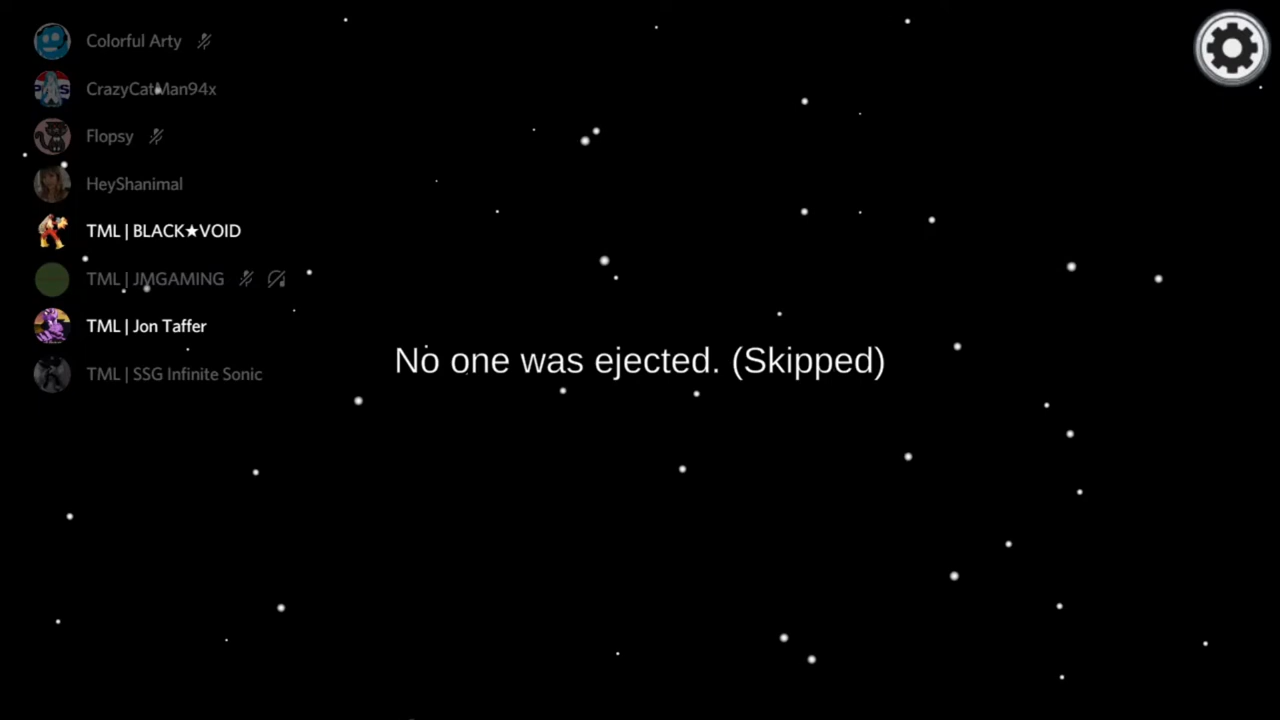 Colorful Arty
CrazyCatMan94x
Flopsy
HeyShanimal
TML | BLACK★VOID
TML | JMGAMING
TML | Jon Taffer
TML | SSG Infinite Sonic
No one was ejected. (Skipped)